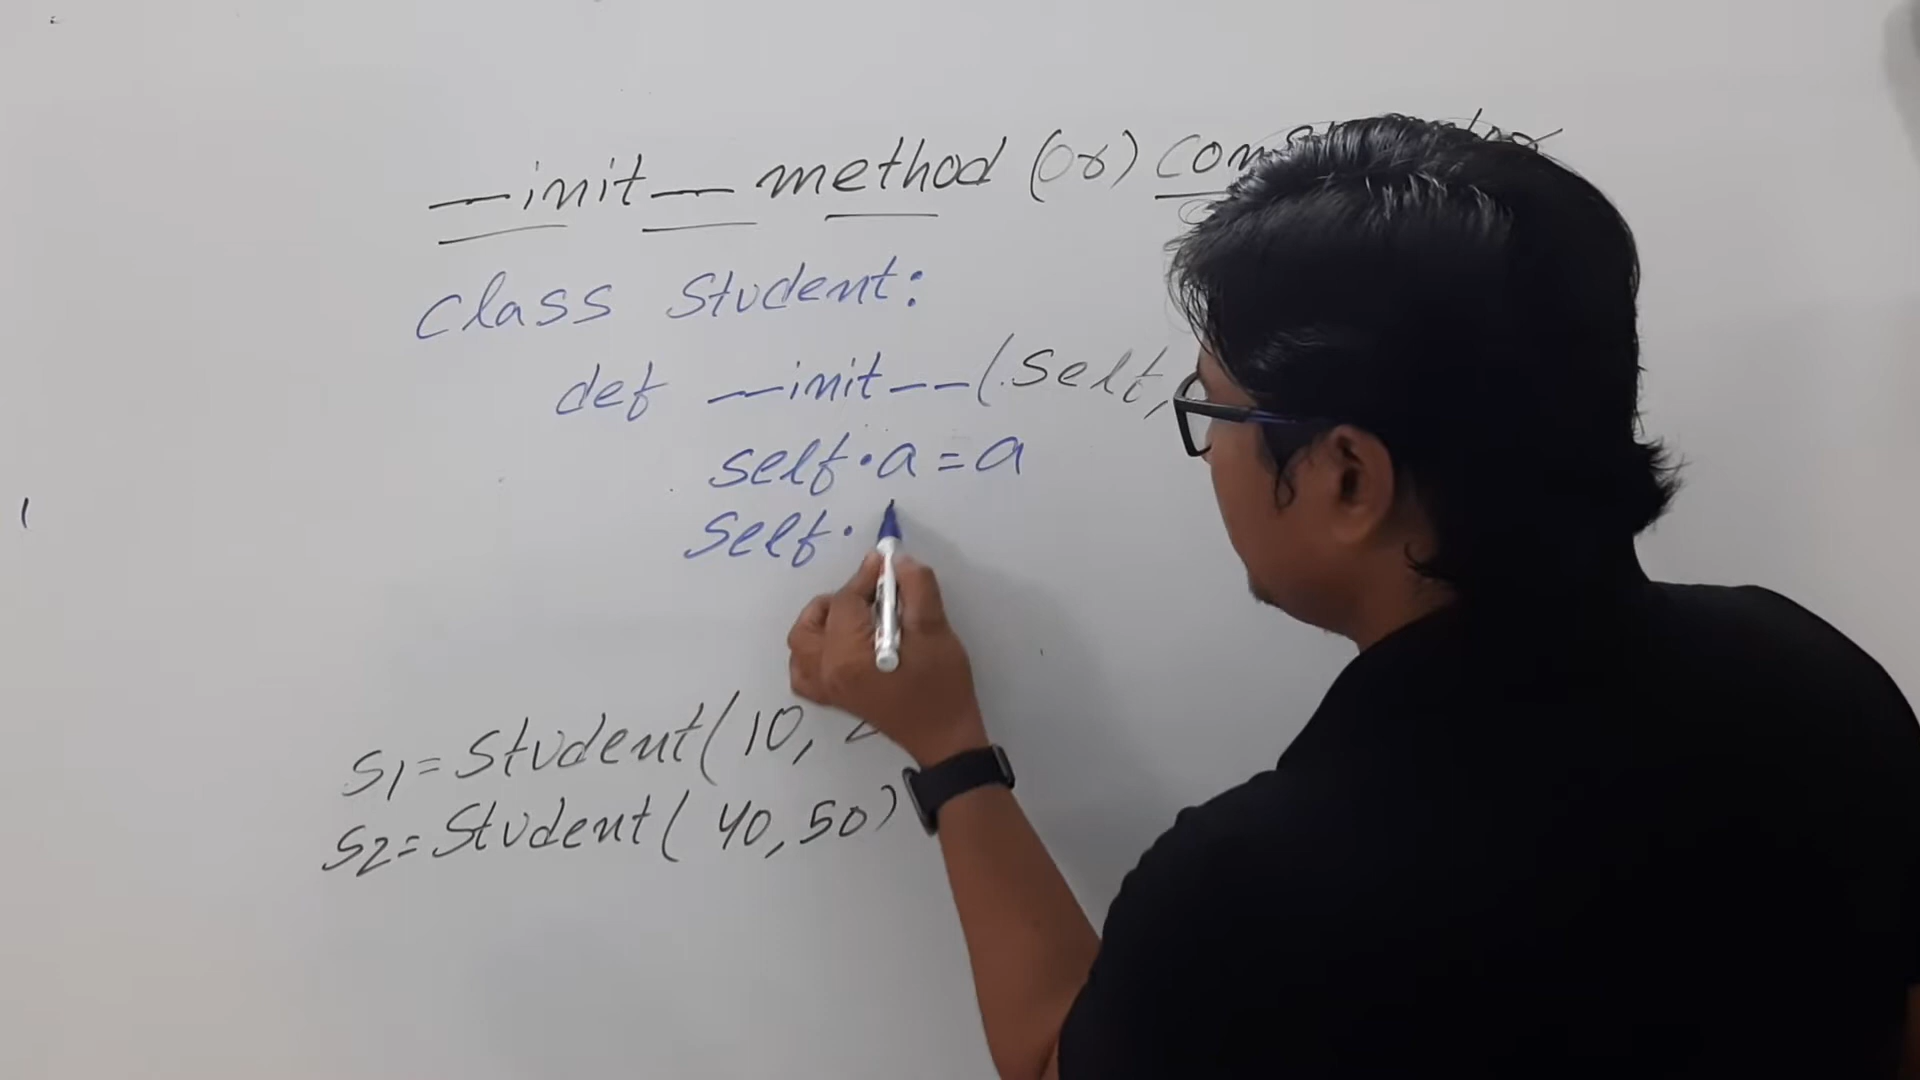 __init__ method (or)
class Student:
def __init__(self,
self.a=a
self.
S1=Student(10,
S2=Student(40,50)